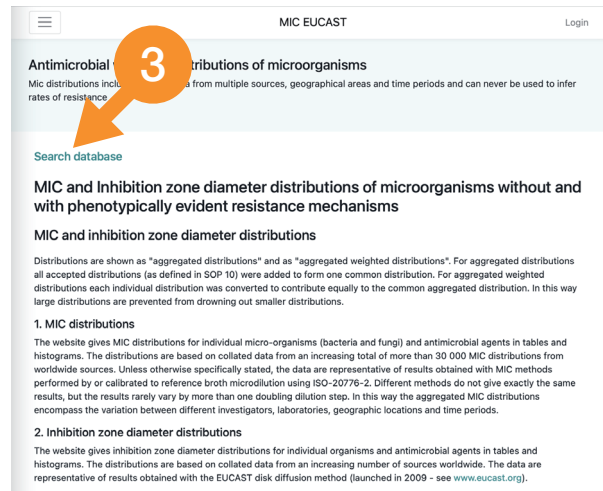 MIC EUCAST
Login
Antimicrobial tributions of microorganisms
3
Mic distributions inclu a from multiple sources, geographical areas and time periods and can never be used to infer
rates of resistance
Search database
MIC and Inhibition zone diameter distributions of microorganisms without and
with phenotypically evident resistance mechanisms
MIC and inhibition zone diameter distributions
Distributions are shown as "aggregated distributions" and as "aggregated weighted distributions". For aggregated distributions
all accepted distributions (as defined in SOP 10) were added to form one common distribution. For aggregated weighted
distributions each individual distribution was converted to contribute equally to the common aggregated distribution. In this way
large distributions are prevented from drowning out smaller distributions.
1. MIC distributions
The website gives MIC distributions for individual micro-organisms (bacteria and fungi) and antimicrobial agents in tables and
histograms. The distributions are based on collated data from an increasing total of more than 30 000 MIC distributions from
worldwide sources. Unless otherwise specifically stated, the data are representative of results obtained with MIC methods
performed by or calibrated to reference broth microdilution using ISO-20776-2. Different methods do not give exactly the same
results, but the results rarely vary by more than one doubling dilution step. In this way the aggregated MIC distributions
encompass the variation between different investigators, laboratories, geographic locations and time periods.
2. Inhibition zone diameter distributions
The website gives inhibition zone diameter distributions for individual organisms and antimicrobial agents in tables and
histograms. The distributions are based on collated data from an increasing number of sources worldwide. The data are
representative of results obtained with the EUCAST disk diffusion method (launched in 2009 - see www.eucast.org).